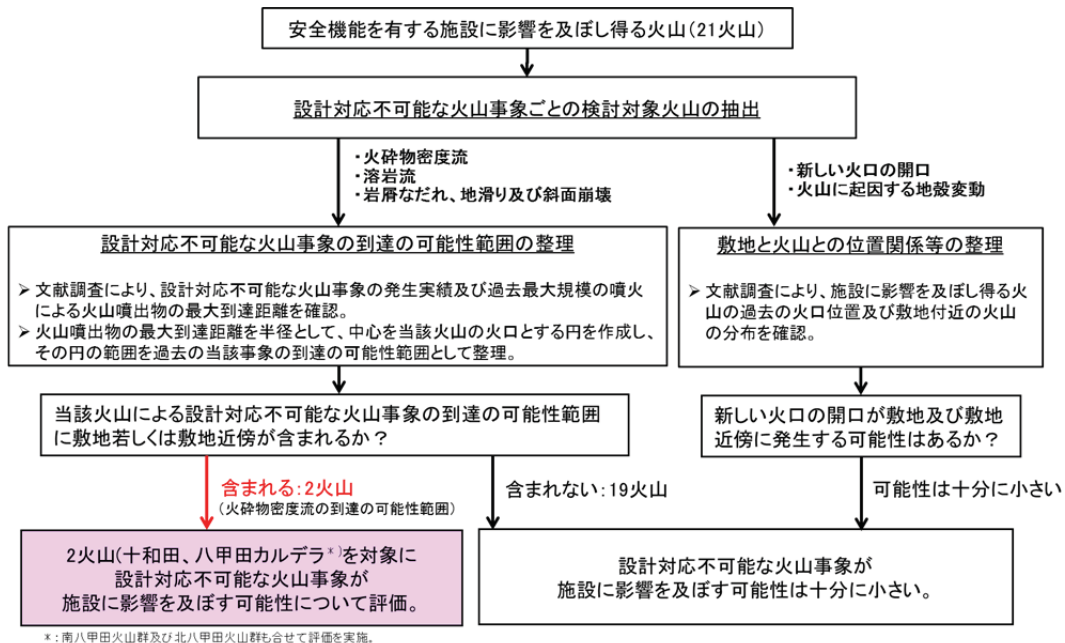 安全機能を有する施設に影響を及ぼし得る火山(21火山)
設計対応不可能な火山事象ごとの検討対象火山の抽出
・火砕物密度流
・溶岩流
・岩屑なだれ、地滑り及び斜面崩壊
・新しい火口の開口
・火山に起因する地殻変動
設計対応不可能な火山事象の到達の可能性範囲の整理
➢ 文献調査により、設計対応不可能な火山事象の発生実績及び過去最大規模の噴火
による火山噴出物の最大到達距離を確認。
➢ 火山噴出物の最大到達距離を半径として、中心を当該火山の火口とする円を作成し、
その円の範囲を過去の当該事象の到達の可能性範囲として整理。
敷地と火山との位置関係等の整理
➢ 文献調査により、施設に影響を及ぼし得る火
山の過去の火口位置及び敷地付近の火山
の分布を確認。
当該火山による設計対応不可能な火山事象の到達の可能性範囲
に敷地若しくは敷地近傍が含まれるか？
新しい火口の開口が敷地及び敷地
近傍に発生する可能性はあるか？
含まれる:2火山
(火砕物密度流の到達の可能性範囲)
含まれない:19火山
可能性は十分に小さい
2火山(十和田、八甲田カルデラ*)を対象に
設計対応不可能な火山事象が
施設に影響を及ぼす可能性について評価。
設計対応不可能な火山事象が
施設に影響を及ぼす可能性は十分に小さい。
*：南八甲田火山群及び北八甲田火山群も合せて評価を実施。